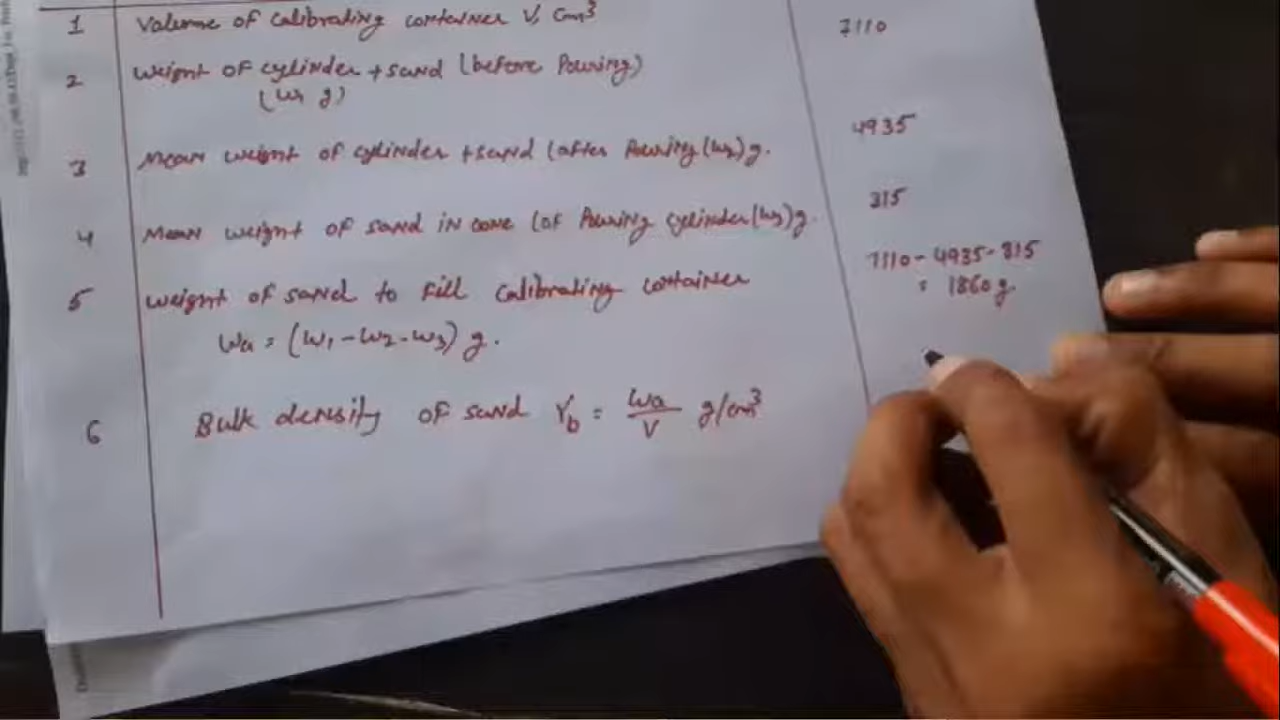 1 Volume of Calibrating container V, Cm³
2 Weight of cylinder + sand (before Pouring) 7110
(W₁ g)
3 Mean weight of cylinder + sand (after Pouring (W₂) g. 4935
4 Mean weight of sand in cone (of Pouring cylinder (W₃) g. 315
5 Weight of sand to Fill Calibrating container 7110 - 4935 - 315
= 1860 g.
Wa = (W₁ - W₂ - W₃) g.
6 Bulk density of sand γb = Wa/V g/cm³